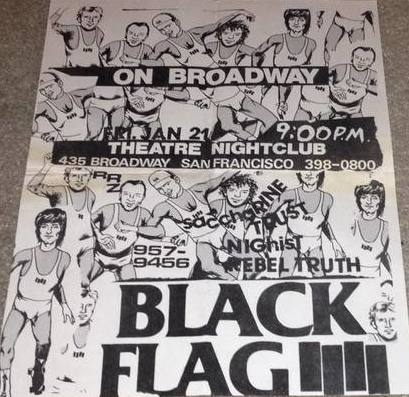 ON BROADWAY
FRI. JAN 21 9:00 P.M.
THEATRE NIGHTCLUB
435 BROADWAY SAN FRANCISCO 398-0800
SACCHARINE
TRUST
957
9456
NIGHIST
REBEL TRUTH
BLACK
FLAG